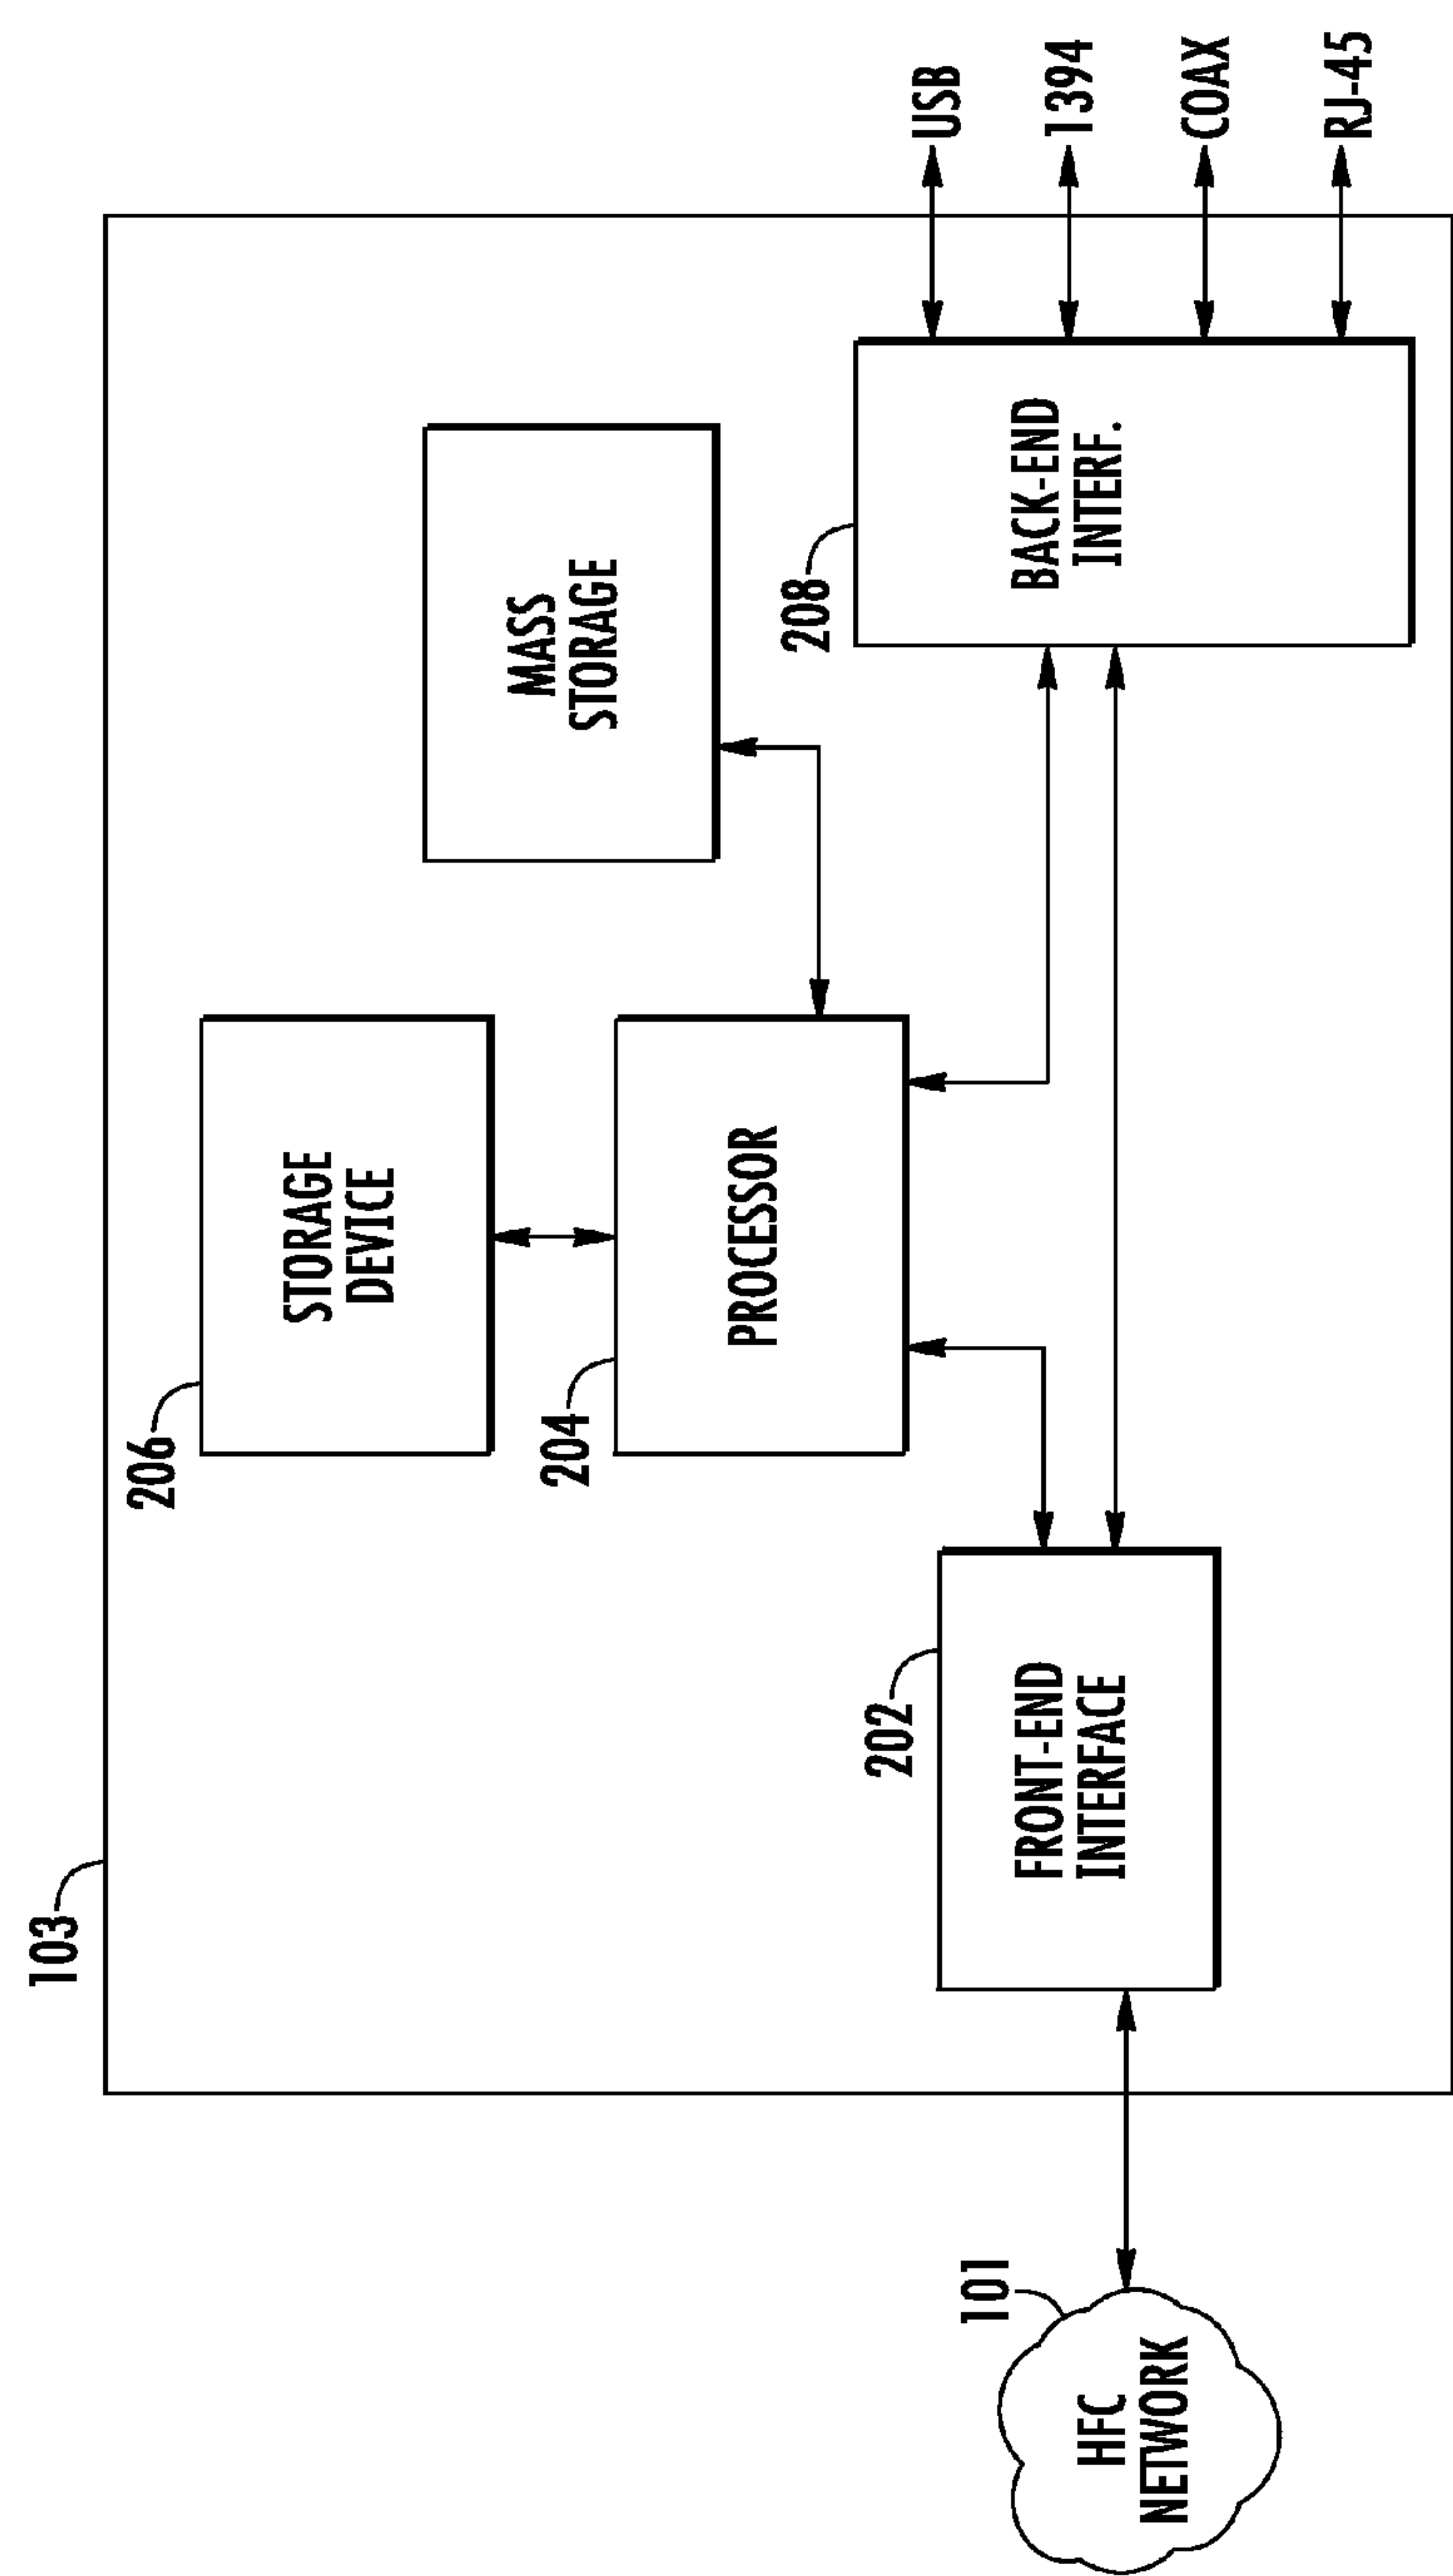 103
206
STORAGE
DEVICE
MASS
STORAGE
204
PROCESSOR
208
BACK-END
INTERF.
USB
1394
COAX
RJ-45
202
FRONT-END
INTERFACE
101
HFC
NETWORK